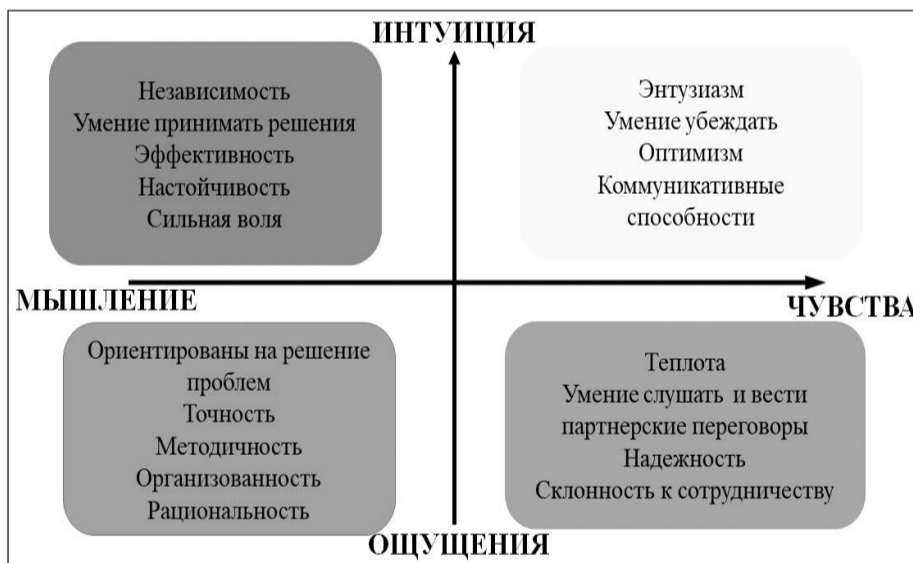 ИНТУИЦИЯ
Независимость
Умение принимать решения
Эффективность
Настойчивость
Сильная воля
Энтузиазм
Умение убеждать
Оптимизм
Коммуникативные
способности
МЫШЛЕНИЕ
ЧУВСТВА
Ориентированы на решение
проблем
Точность
Методичность
Организованность
Рациональность
Теплота
Умение слушать и вести
партнерские переговоры
Надежность
Склонность к сотрудничеству
ОЩУЩЕНИЯ